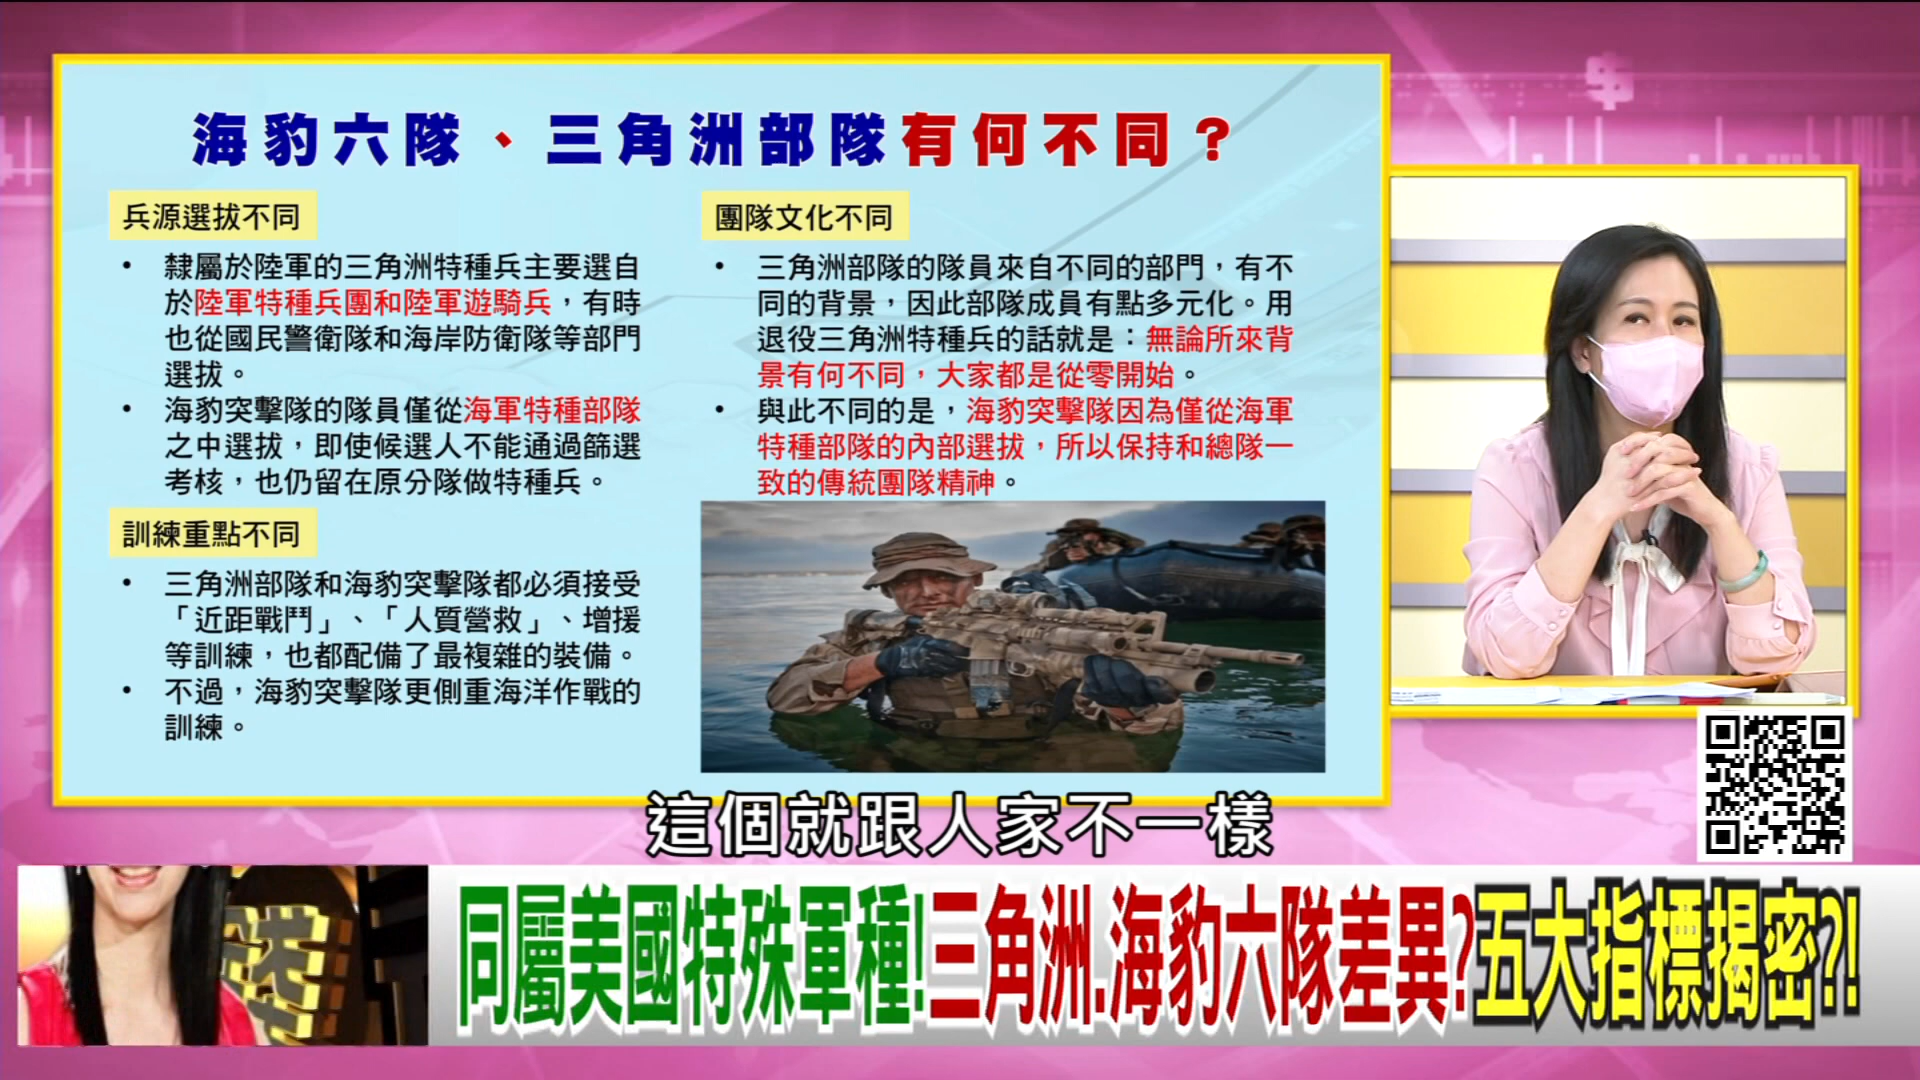 海豹六隊、三角洲部隊有何不同？
兵源選拔不同
• 隸屬於陸軍的三角洲特種兵主要選自
於陸軍特種兵團和陸軍遊騎兵，有時
也從國民警衛隊和海岸防衛隊等部門
選拔。
• 海豹突擊隊的隊員僅從海軍特種部隊
之中選拔，即使候選人不能通過篩選
考核，也仍留在原分隊做特種兵。
訓練重點不同
• 三角洲部隊和海豹突擊隊都必須接受
「近距戰鬥」、「人質營救」、增援
等訓練，也都配備了最複雜的裝備。
• 不過，海豹突擊隊更側重海洋作戰的
訓練。
團隊文化不同
• 三角洲部隊的隊員來自不同的部門，有不
同的背景，因此部隊成員有點多元化。用
退役三角洲特種兵的話就是：無論所來背
景有何不同，大家都是從零開始。
• 與此不同的是，海豹突擊隊因為僅從海軍
特種部隊的內部選拔，所以保持和總隊一
致的傳統團隊精神。
這個就跟人家不一樣
同屬美國特殊軍種!三角洲.海豹六隊差異?五大指標揭密?!